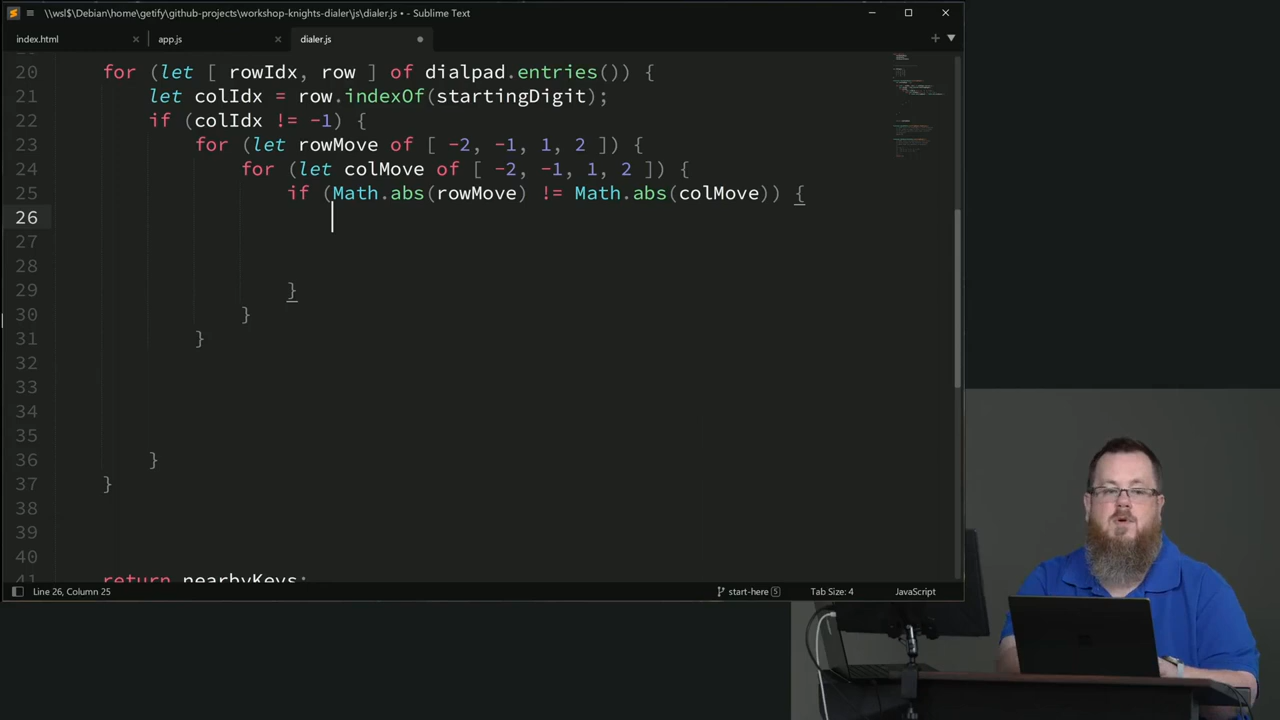 \\wsl$\Debian\home\getify\github-projects\workshop-knights-dialer\js\dialer.js • - Sublime Text
index.html
app.js
dialer.js
20 for (let [ rowIdx, row ] of dialpad.entries()) {
21 let colIdx = row.indexOf(startingDigit);
22 if (colIdx != -1) {
23 for (let rowMove of [ -2, -1, 1, 2 ]) {
24 for (let colMove of [ -2, -1, 1, 2 ]) {
25 if (Math.abs(rowMove) != Math.abs(colMove)) {
26
27
28
29 }
30 }
31 }
32
33
34
35
36 }
37 }
38
39
40
41 return nearbyKeys;
Line 26, Column 25
start-here 5
Tab Size: 4
JavaScript